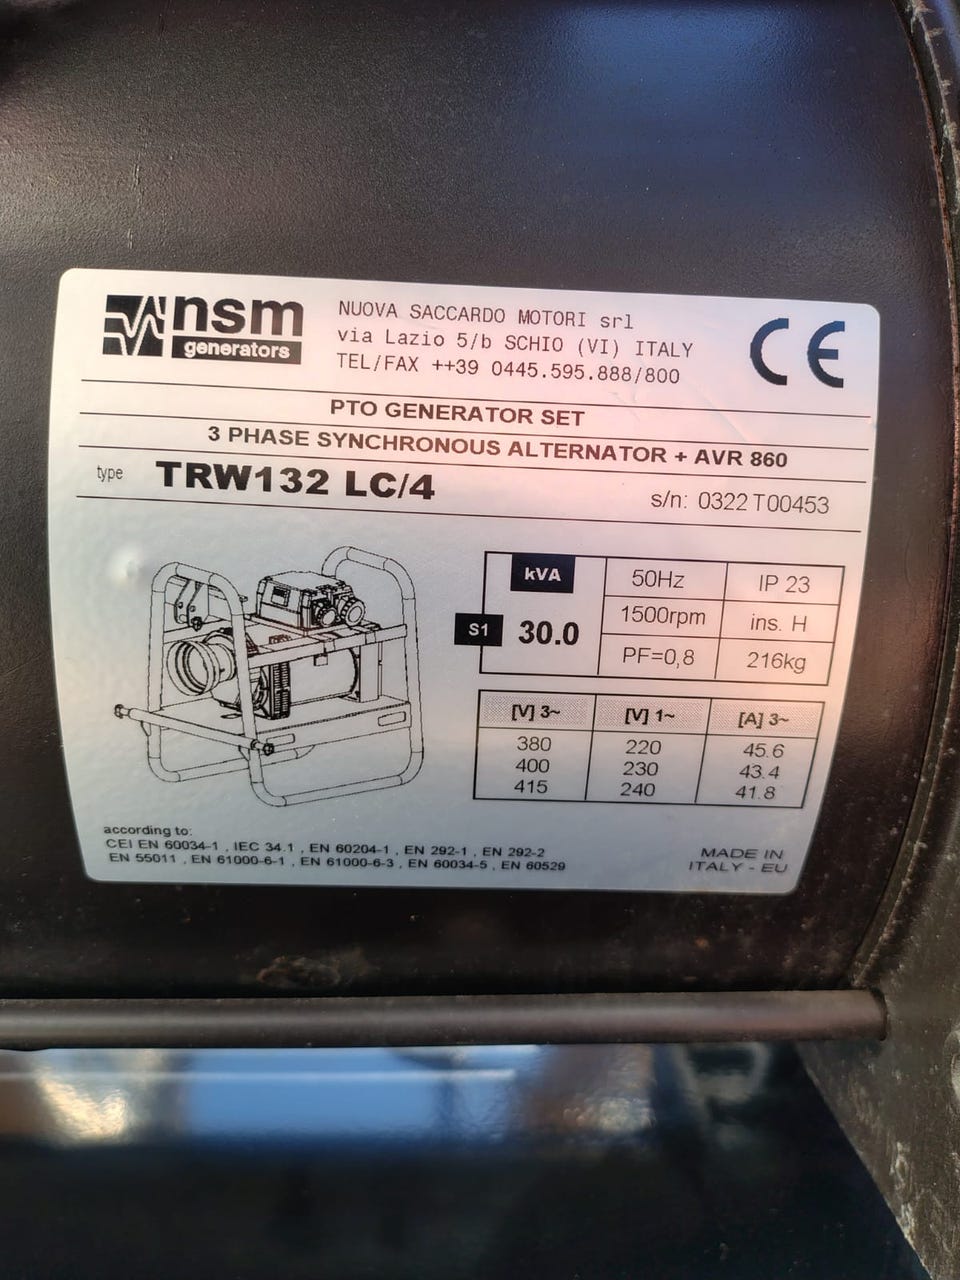 nsm
generators
NUOVA SACCARDO MOTORI srl
via Lazio 5/b SCHIO (VI) ITALY
TEL/FAX ++39 0445.595.888/800
CE
PTO GENERATOR SET
3 PHASE SYNCHRONOUS ALTERNATOR + AVR 860
type TRW132 LC/4 s/n: 0322 T00453
kVA 50Hz IP 23
S1 30.0 1500rpm ins. H
PF=0,8 216kg
[V] 3~ [V] 1~ [A] 3~
380 220 45.6
400 230 43.4
415 240 41.8
according to:
CEI EN 60034-1 , IEC 34.1 , EN 60204-1 , EN 292-1 , EN 292-2
EN 55011 , EN 61000-6-1 , EN 61000-6-3 , EN 60034-5 , EN 60529
MADE IN
ITALY - EU